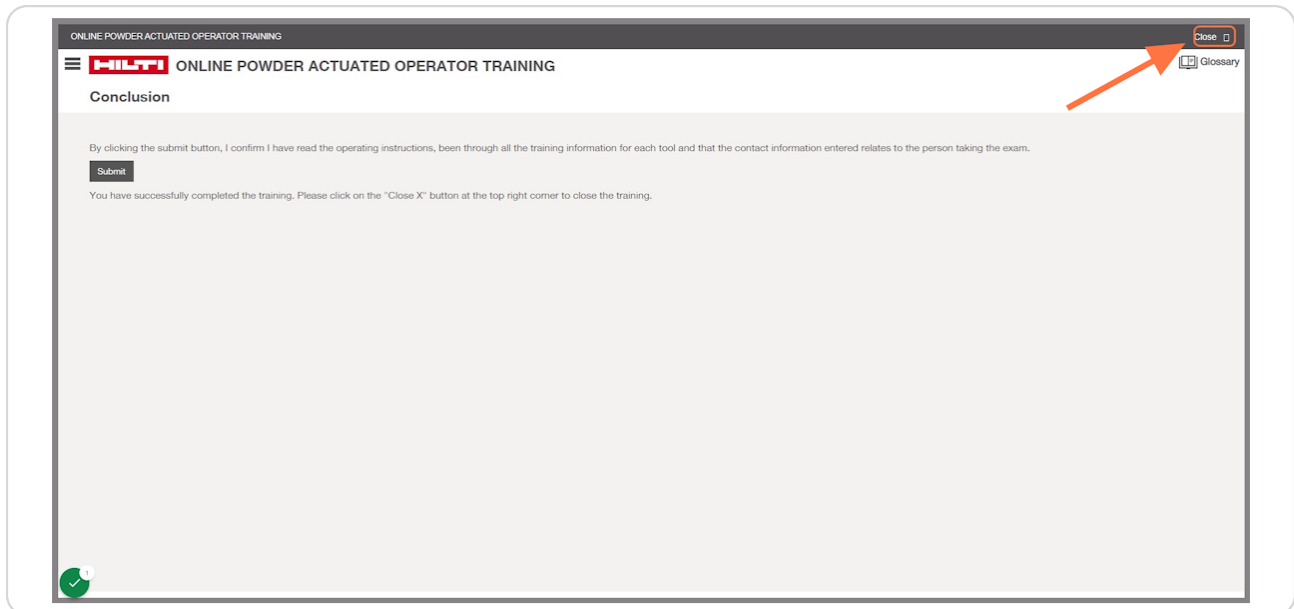 ONLINE POWDER ACTUATED OPERATOR TRAINING
Close
HILTI ONLINE POWDER ACTUATED OPERATOR TRAINING
Glossary
Conclusion
By clicking the submit button, I confirm I have read the operating instructions, been through all the training information for each tool and that the contact information entered relates to the person taking the exam.
Submit
You have successfully completed the training. Please click on the "Close X" button at the top right corner to close the training.
1